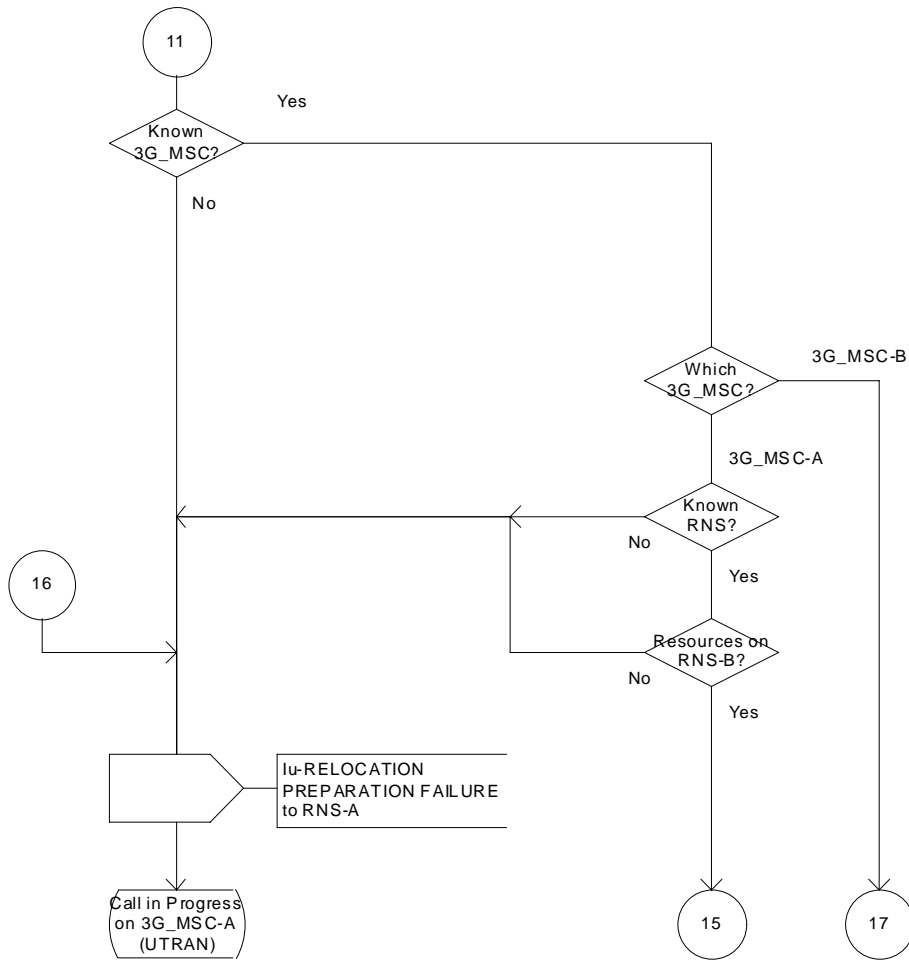 11
Yes
Known
3G_MSC?
No
3G_MSC-B
Which
3G_MSC?
3G_MSC-A
Known
RNS?
No
Yes
16
Resources on
RNS-B?
No
Yes
Iu-RELOCATION
PREPARATION FAILURE
to RNS-A
Call in Progress
on 3G_MSC-A
(UTRAN)
15
17